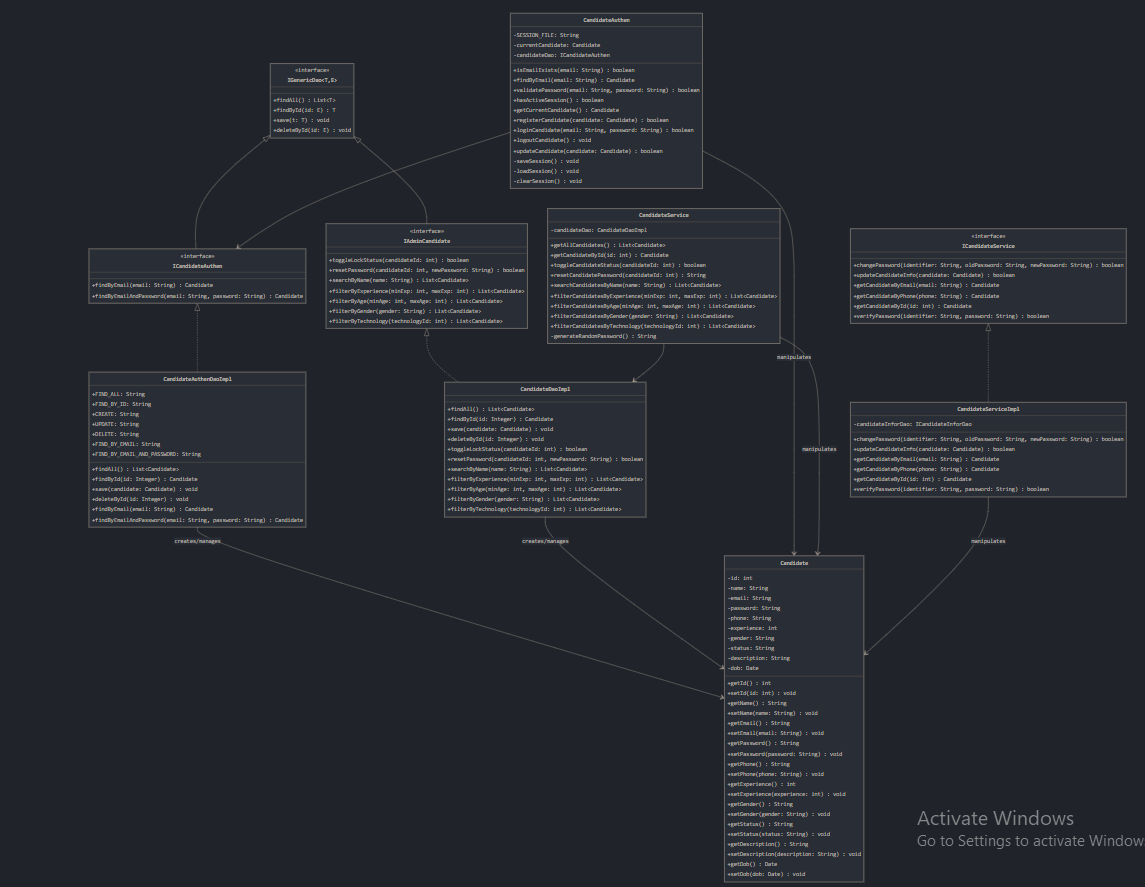 CandidateAuthen
-SESSION_FILE: String
-currentCandidate: Candidate
-candidateDao: ICandidateAuthen
+isEmailExists(email: String) : boolean
+findByEmail(email: String) : Candidate
+validatePassword(email: String, password: String) : boolean
+hasActiveSession() : boolean
+getCurrentCandidate() : Candidate
+registerCandidate(candidate: Candidate) : boolean
+loginCandidate(email: String, password: String) : boolean
+logoutCandidate() : void
+updateCandidate(candidate: Candidate) : boolean
-saveSession() : void
-loadSession() : void
-clearSession() : void
«interface»
IGenericDao<T,E>
+findAll() : List<T>
+findById(id: E) : T
+save(t: T) : void
+deleteById(id: E) : void
«interface»
ICandidateAuthen
+findByEmail(email: String) : Candidate
+findByEmailAndPassword(email: String, password: String) : Candidate
«interface»
IAdminCandidate
+toggleLockStatus(candidateId: int) : boolean
+resetPassword(candidateId: int, newPassword: String) : boolean
+searchByName(name: String) : List<Candidate>
+filterByExperience(minExp: int, maxExp: int) : List<Candidate>
+filterByAge(minAge: int, maxAge: int) : List<Candidate>
+filterByGender(gender: String) : List<Candidate>
+filterByTechnology(technologyId: int) : List<Candidate>
CandidateService
-candidateDao: CandidateDaoImpl
+getAllCandidates() : List<Candidate>
+getCandidateById(id: int) : Candidate
+toggleCandidateStatus(candidateId: int) : boolean
+resetCandidatePassword(candidateId: int) : String
+searchCandidatesByName(name: String) : List<Candidate>
+filterCandidatesByExperience(minExp: int, maxExp: int) : List<Candidate>
+filterCandidatesByAge(minAge: int, maxAge: int) : List<Candidate>
+filterCandidatesByGender(gender: String) : List<Candidate>
+filterCandidatesByTechnology(technologyId: int) : List<Candidate>
-generateRandomPassword() : String
«interface»
ICandidateService
+changePassword(identifier: String, oldPassword: String, newPassword: String) : boolean
+updateCandidateInfo(candidate: Candidate) : boolean
+getCandidateByEmail(email: String) : Candidate
+getCandidateByPhone(phone: String) : Candidate
+getCandidateById(id: int) : Candidate
+verifyPassword(identifier: String, password: String) : boolean
manipulates
CandidateAuthenDaoImpl
+FIND_ALL: String
+FIND_BY_ID: String
+CREATE: String
+UPDATE: String
+DELETE: String
+FIND_BY_EMAIL: String
+FIND_BY_EMAIL_AND_PASSWORD: String
+findAll() : List<Candidate>
+findById(id: Integer) : Candidate
+save(candidate: Candidate) : void
+deleteById(id: Integer) : void
+findByEmail(email: String) : Candidate
+findByEmailAndPassword(email: String, password: String) : Candidate
CandidateDaoImpl
+findAll() : List<Candidate>
+findById(id: Integer) : Candidate
+save(candidate: Candidate) : void
+deleteById(id: Integer) : void
+toggleLockStatus(candidateId: int) : boolean
+resetPassword(candidateId: int, newPassword: String) : boolean
+searchByName(name: String) : List<Candidate>
+filterByExperience(minExp: int, maxExp: int) : List<Candidate>
+filterByAge(minAge: int, maxAge: int) : List<Candidate>
+filterByGender(gender: String) : List<Candidate>
+filterByTechnology(technologyId: int) : List<Candidate>
manipulates
CandidateServiceImpl
-candidateInforDao: ICandidateInforDao
+changePassword(identifier: String, oldPassword: String, newPassword: String) : boolean
+updateCandidateInfo(candidate: Candidate) : boolean
+getCandidateByEmail(email: String) : Candidate
+getCandidateByPhone(phone: String) : Candidate
+getCandidateById(id: int) : Candidate
+verifyPassword(identifier: String, password: String) : boolean
creates/manages
creates/manages
manipulates
Candidate
-id: int
-name: String
-email: String
-password: String
-phone: String
-experience: int
-gender: String
-status: String
-description: String
-dob: Date
+getId() : int
+setId(id: int) : void
+getName() : String
+setName(name: String) : void
+getEmail() : String
+setEmail(email: String) : void
+getPassword() : String
+setPassword(password: String) : void
+getPhone() : String
+setPhone(phone: String) : void
+getExperience() : int
+setExperience(experience: int) : void
+getGender() : String
+setGender(gender: String) : void
+getStatus() : String
+setStatus(status: String) : void
+getDescription() : String
+setDescription(description: String) : void
+getDob() : Date
+setDob(dob: Date) : void
Activate Windows
Go to Settings to activate Window